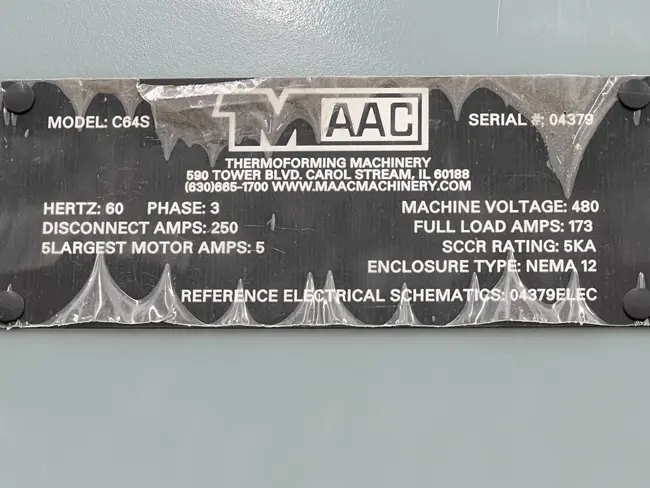 MAAC
MODEL: C64S
SERIAL #: 04379
THERMOFORMING MACHINERY
590 TOWER BLVD. CAROL STREAM, IL 60188
(630)665-1700 WWW.MAACMACHINERY.COM
HERTZ: 60 PHASE: 3
MACHINE VOLTAGE: 480
DISCONNECT AMPS: 250
FULL LOAD AMPS: 173
5LARGEST MOTOR AMPS: 5
SCCR RATING: 5KA
ENCLOSURE TYPE: NEMA 12
REFERENCE ELECTRICAL SCHEMATICS: 04379ELEC